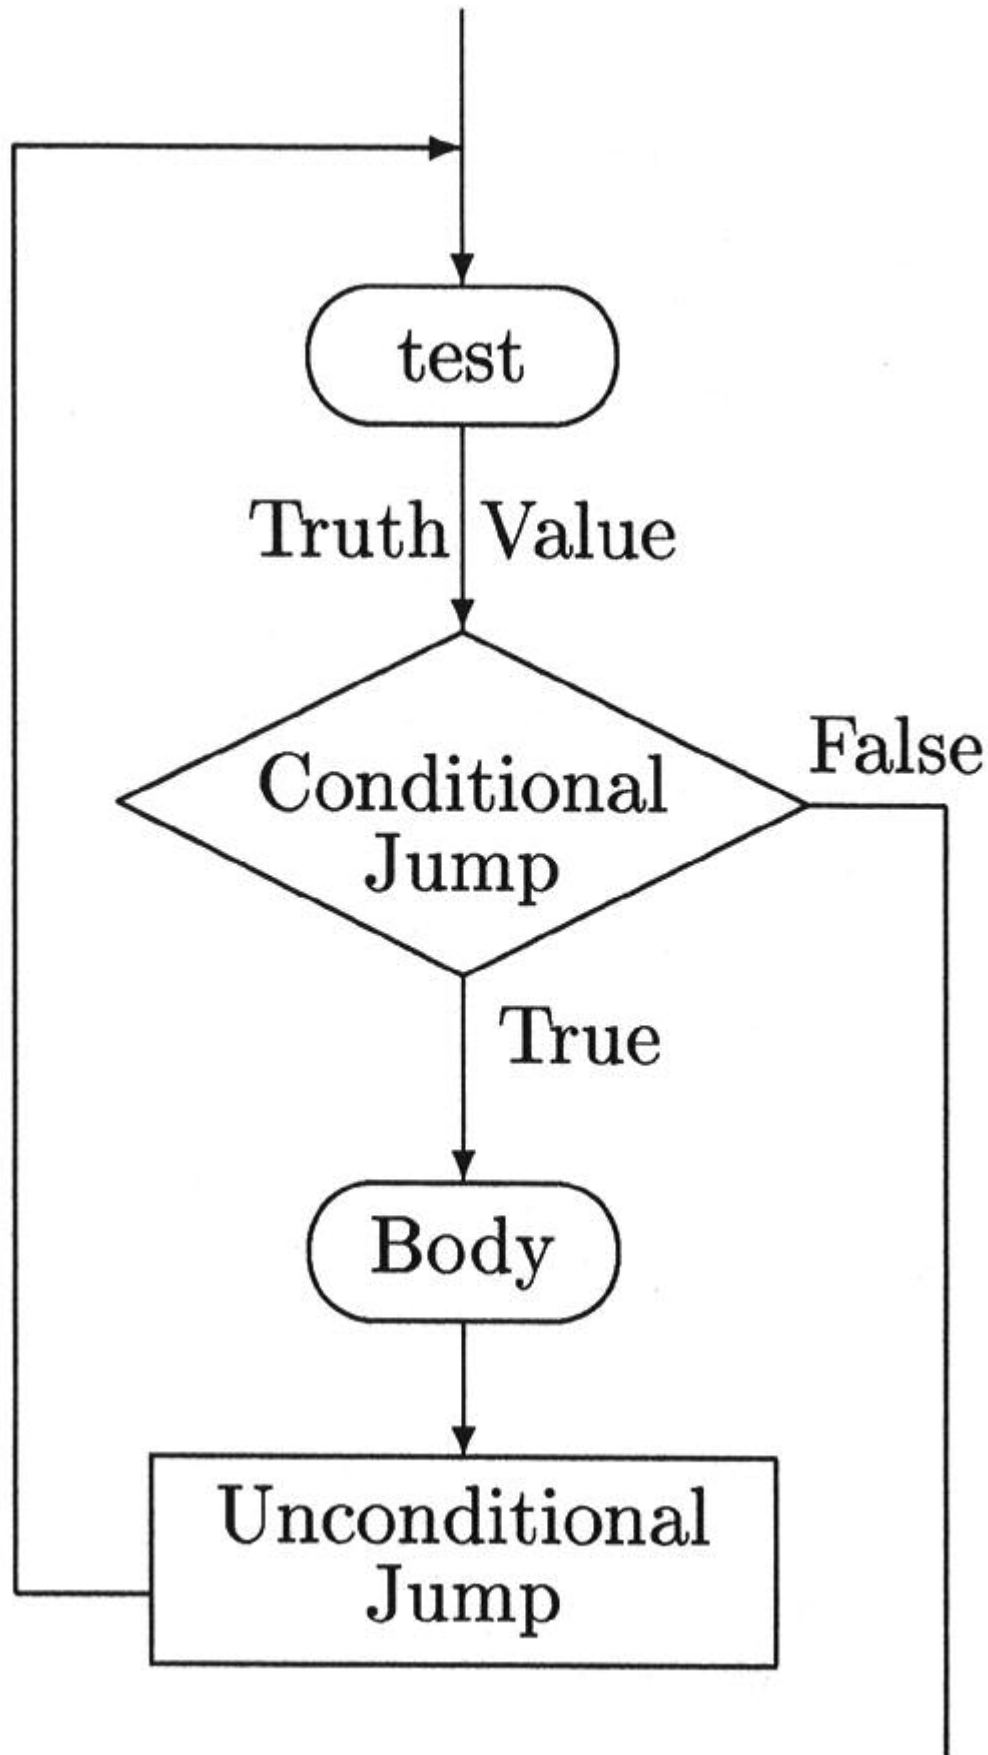 test
Truth Value
False
Conditional
Jump
True
Body
Unconditional
Jump